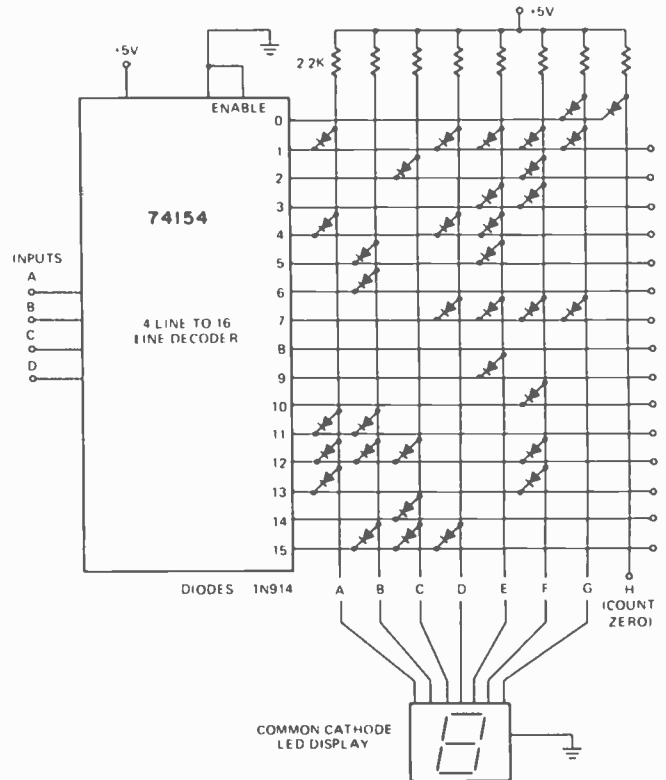 +5V
+5V
2 2K
ENABLE
0
1
2
3
74154
4
INPUTS
5
A
6
B
7
C
4 LINE TO 16
LINE DECODER
8
D
9
10
11
12
13
14
15
DIODES 1N914
A B C D E F G H
(COUNT
ZERO)
COMMON CATHODE
LED DISPLAY